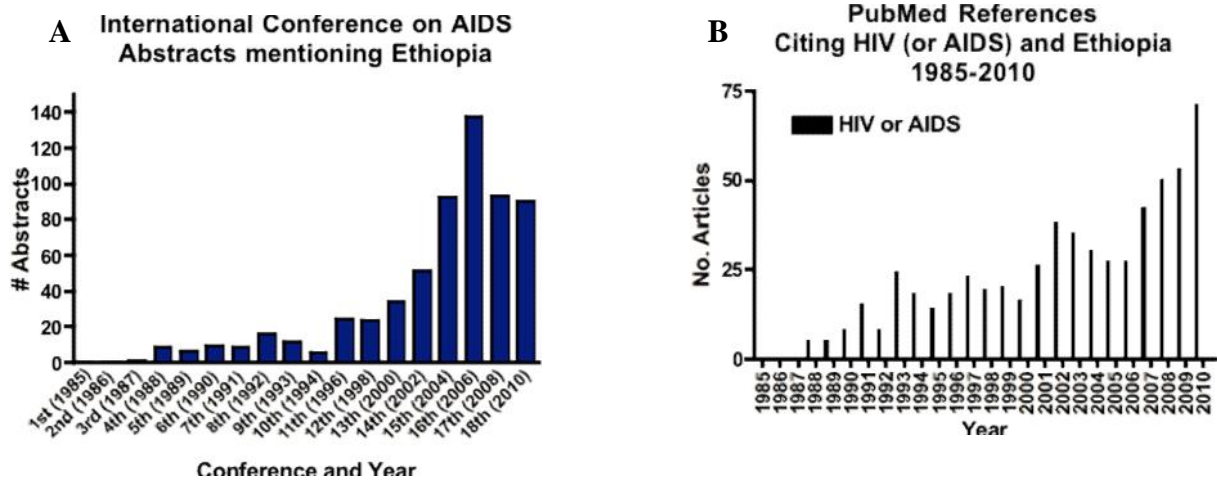 A
International Conference on AIDS
Abstracts mentioning Ethiopia
# Abstracts
140
120
100
80
60
40
20
0
1st (1985)
2nd (1986)
3rd (1987)
4th (1988)
5th (1989)
6th (1990)
7th (1991)
8th (1992)
9th (1993)
10th (1994)
11th (1996)
12th (1998)
13th (2000)
14th (2002)
15th (2004)
16th (2006)
17th (2008)
18th (2010)
Conference and Year
B
PubMed References
Citing HIV (or AIDS) and Ethiopia
1985-2010
HIV or AIDS
No. Articles
75
50
25
0
1985
1986
1987
1988
1989
1990
1991
1992
1993
1994
1995
1996
1997
1998
1999
2000
2001
2002
2003
2004
2005
2006
2007
2008
2009
2010
Year